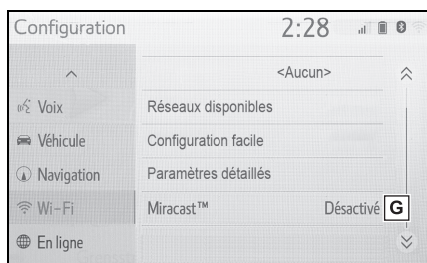 Configuration 2:28
<Aucun>
Voix Réseaux disponibles
Véhicule Configuration facile
Navigation Paramètres détaillés
Wi-Fi Miracast™ Désactivé G
En ligne